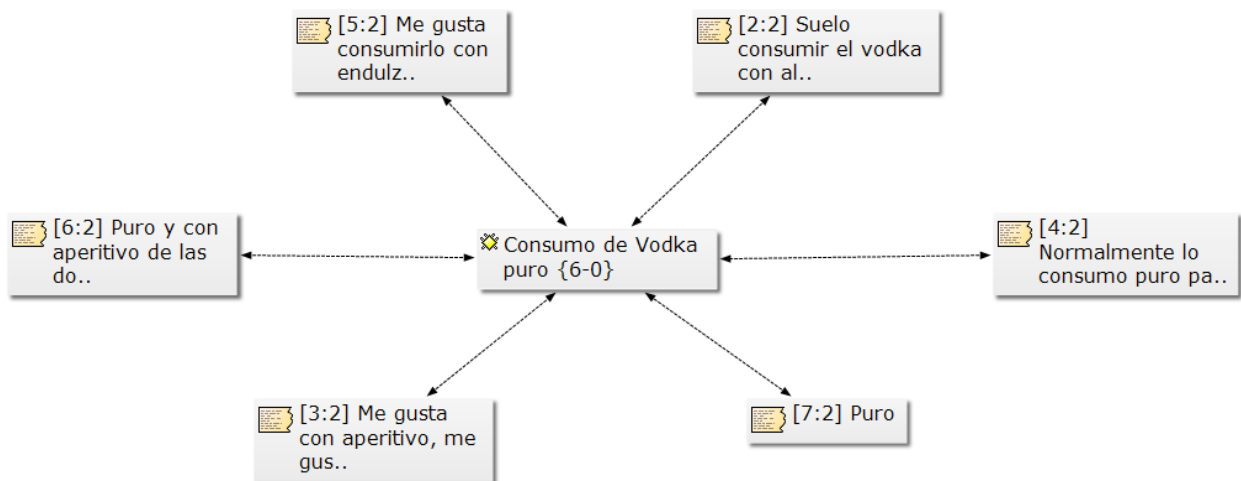 [5:2] Me gusta
consumirlo con
endulz..
[2:2] Suelo
consumir el vodka
con al..
[6:2] Puro y con
aperitivo de las
do..
Consumo de Vodka
puro {6-0}
[4:2]
Normalmente lo
consumo puro pa..
[3:2] Me gusta
con aperitivo, me
gus..
[7:2] Puro